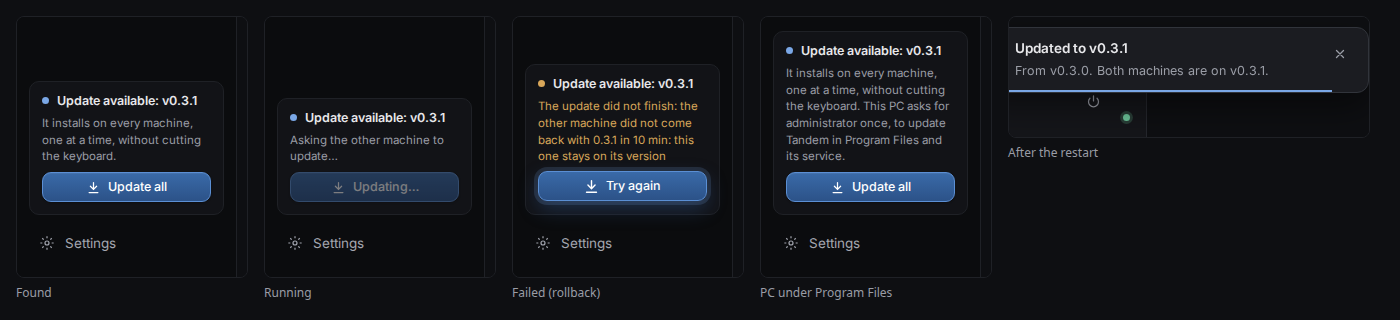 Update available: v0.3.1
It installs on every machine,
one at a time, without cutting
the keyboard.
Update all
Settings
Found
Update available: v0.3.1
Asking the other machine to
update...
Updating...
Settings
Running
Update available: v0.3.1
The update did not finish: the
other machine did not come
back with 0.3.1 in 10 min: this
one stays on its version
Try again
Settings
Failed (rollback)
Update available: v0.3.1
It installs on every machine,
one at a time, without cutting
the keyboard. This PC asks for
administrator once, to update
Tandem in Program Files and
its service.
Update all
Settings
PC under Program Files
Updated to v0.3.1
From v0.3.0. Both machines are on v0.3.1.
After the restart